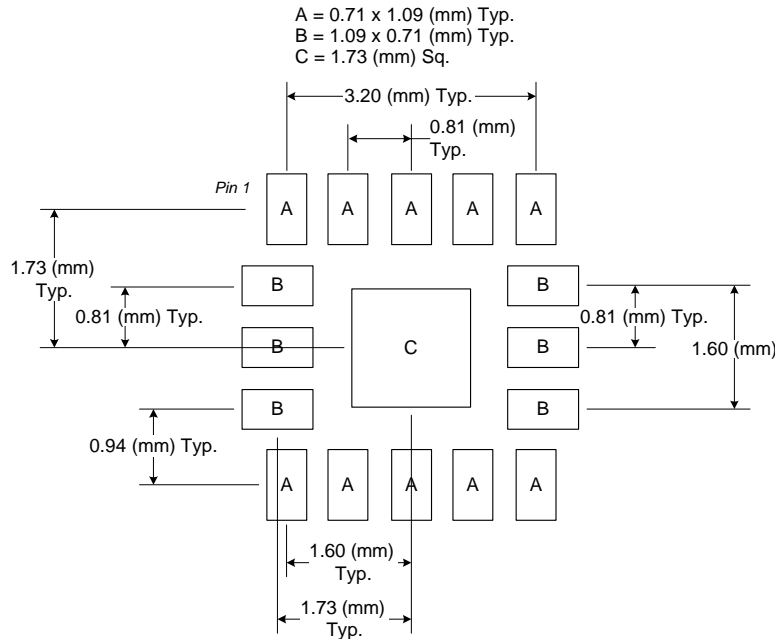 A = 0.71 x 1.09 (mm) Typ.
B = 1.09 x 0.71 (mm) Typ.
C = 1.73 (mm) Sq.
3.20 (mm) Typ.
0.81 (mm)
Typ.
Pin 1
A
A
A
A
A
1.73 (mm)
Typ.
B
B
0.81 (mm) Typ.
0.81 (mm) Typ.
B
C
B
1.60 (mm)
B
B
0.94 (mm) Typ.
A
A
A
A
A
1.60 (mm)
Typ.
1.73 (mm)
Typ.